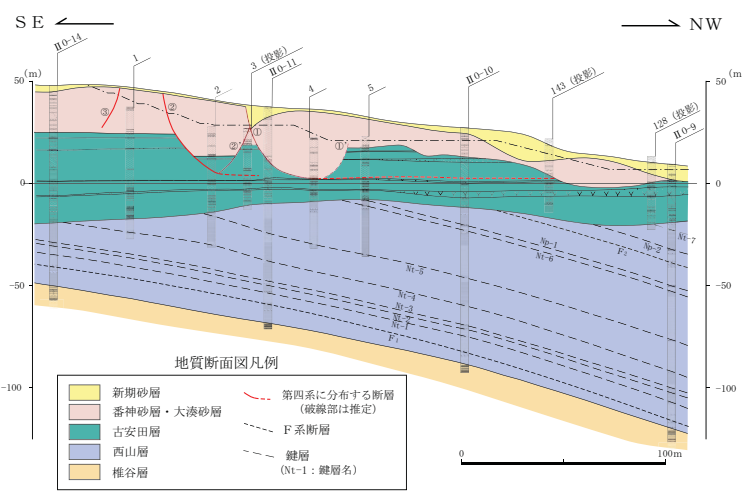 SE
NW
50
(m)
0
−50
−100
50
(m)
0
−50
−100
Ⅱ0-14
1
2
3 (投影)
Ⅱ0-11
4
5
Ⅱ0-10
143 (投影)
128 (投影)
Ⅱ0-9
③
②
①
②'
①'
Np-1
Nt-6
F₂
Np-2
Nt-7
Nt-5
Nt-4
Nt-3
Nt-2
Nt-1
F₁
地質断面図凡例
新期砂層
番神砂層・大湊砂層
古安田層
西山層
椎谷層
第四系に分布する断層
(破線部は推定)
F系断層
鍵層
(Nt-1：鍵層名)
0
100m